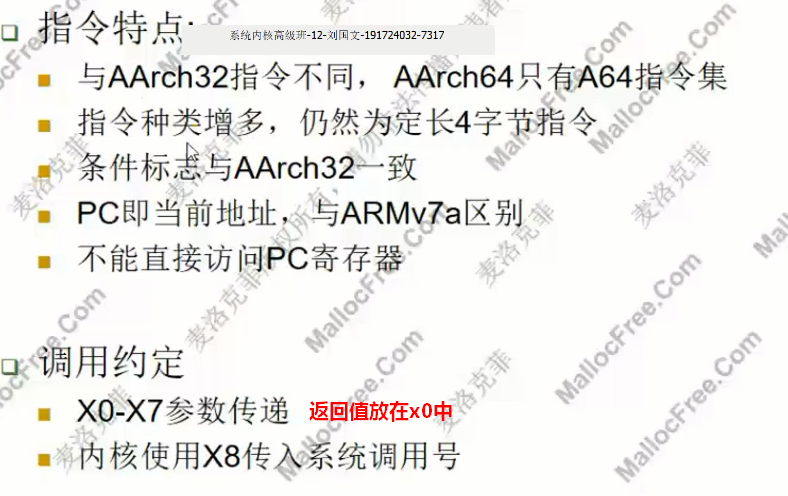 指令特点:
系统内核高级班-12-刘国文-191724032-7317
与AArch32指令不同， AArch64只有A64指令集
指令种类增多，仍然为定长4字节指令
条件标志与AArch32一致
PC即当前地址，与ARMv7a区别
不能直接访问PC寄存器
调用约定
X0-X7参数传递 返回值放在x0中
内核使用X8传入系统调用号
麦洛克菲
MallocFree.Com